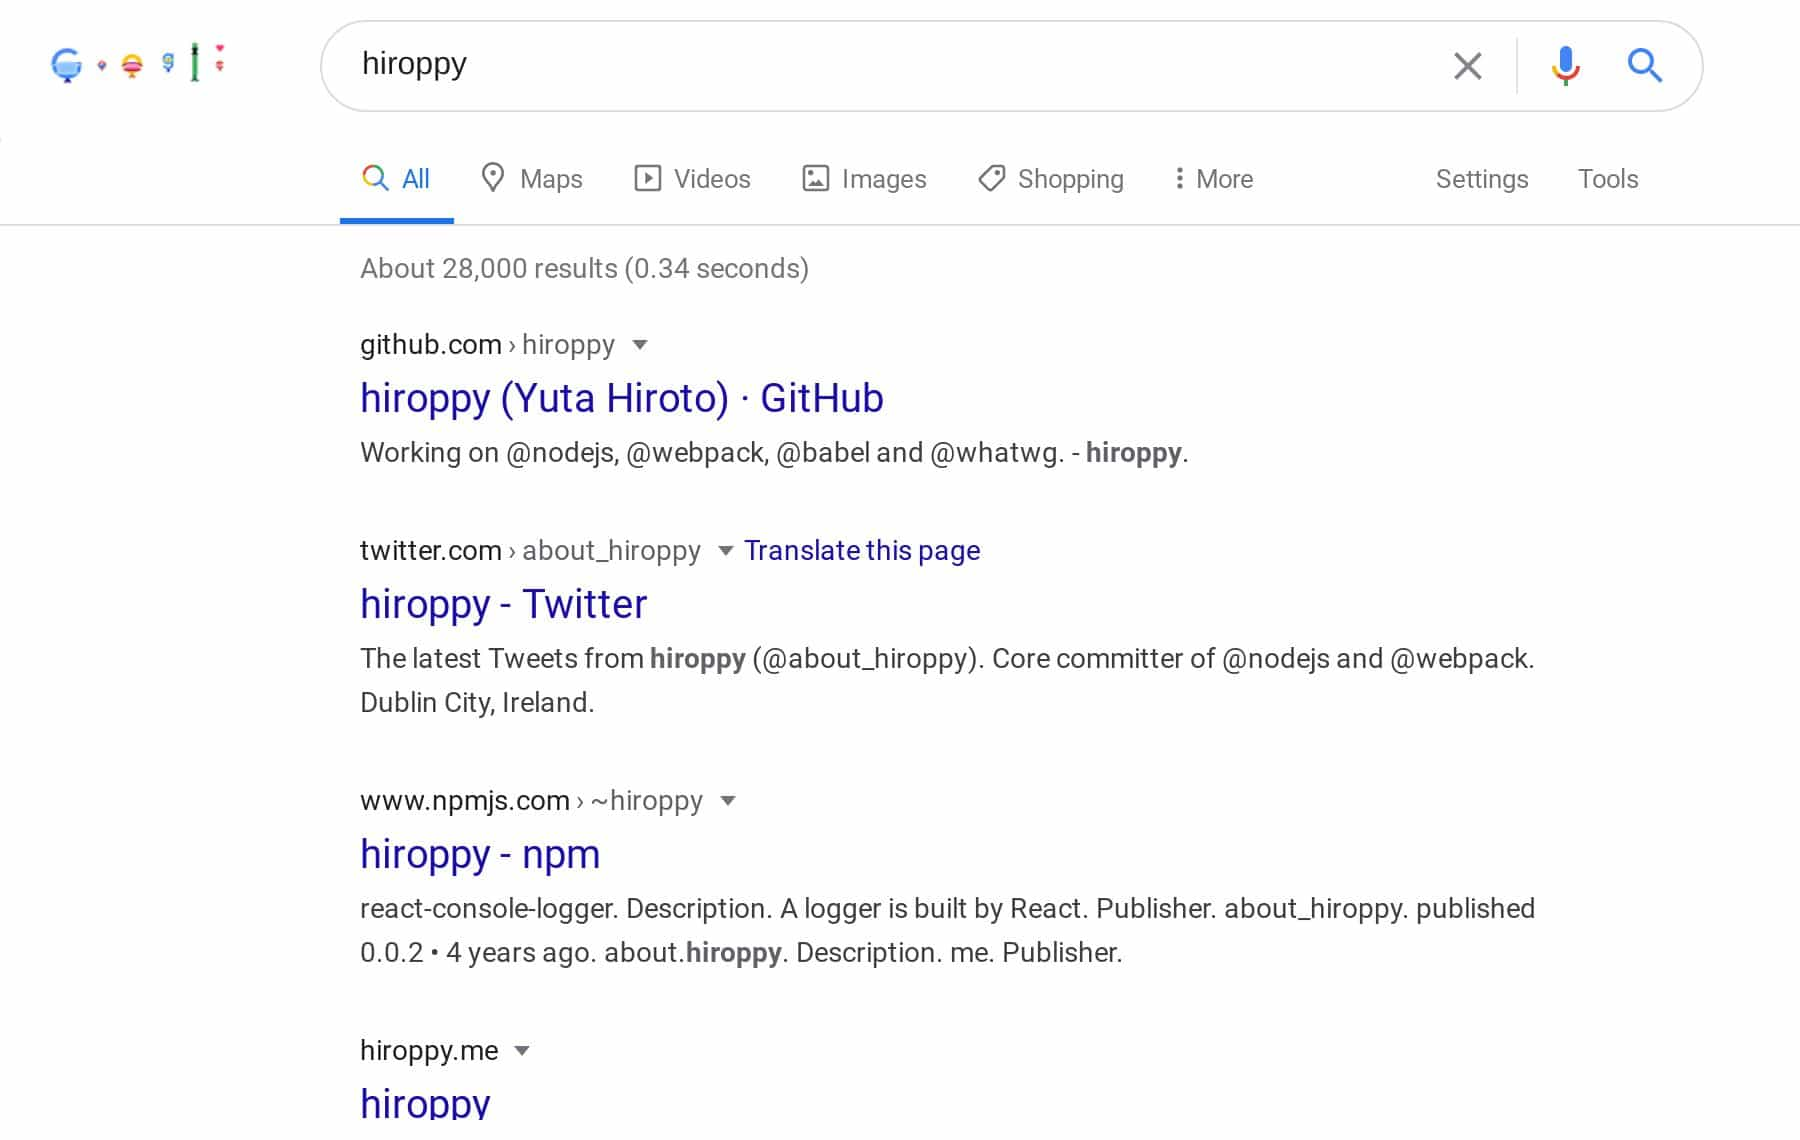 Google
hiroppy
All Maps Videos Images Shopping More Settings Tools
About 28,000 results (0.34 seconds)
github.com › hiroppy
hiroppy (Yuta Hiroto) · GitHub
Working on @nodejs, @webpack, @babel and @whatwg. - hiroppy.
twitter.com › about_hiroppy Translate this page
hiroppy - Twitter
The latest Tweets from hiroppy (@about_hiroppy). Core committer of @nodejs and @webpack.
Dublin City, Ireland.
www.npmjs.com › ~hiroppy
hiroppy - npm
react-console-logger. Description. A logger is built by React. Publisher. about_hiroppy. published
0.0.2 • 4 years ago. about.hiroppy. Description. me. Publisher.
hiroppy.me
hiroppy